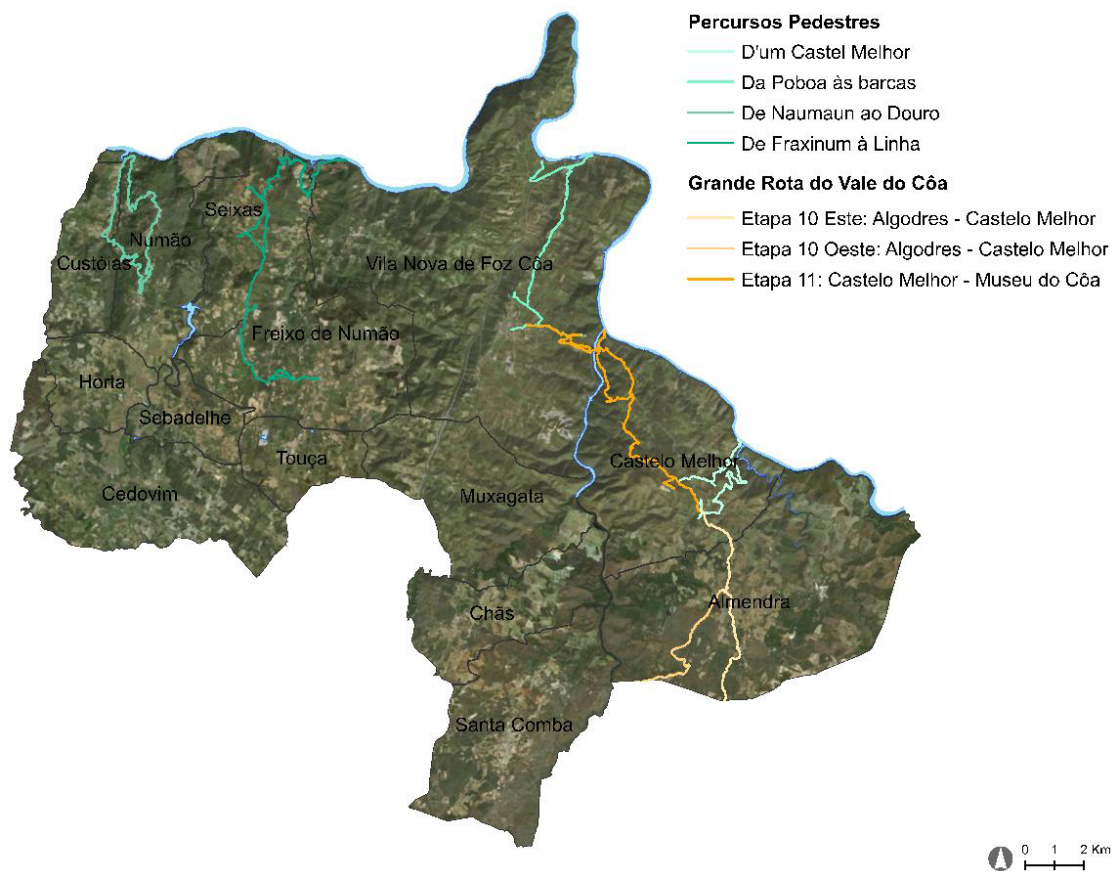 Percursos Pedestres
D'um Castel Melhor
Da Poboa às barcas
De Naumaun ao Douro
De Fraxinum à Linha
Grande Rota do Vale do Côa
Etapa 10 Este: Algodres - Castelo Melhor
Etapa 10 Oeste: Algodres - Castelo Melhor
Etapa 11: Castelo Melhor - Museu do Côa
Seixas
Numão
Custóias
Vila Nova de Foz Côa
Freixo de Numão
Horta
Sebadelhe
Touça
Castelo Melhor
Cedovim
Muxagata
Almendra
Chãs
Santa Comba
0 1 2 Km